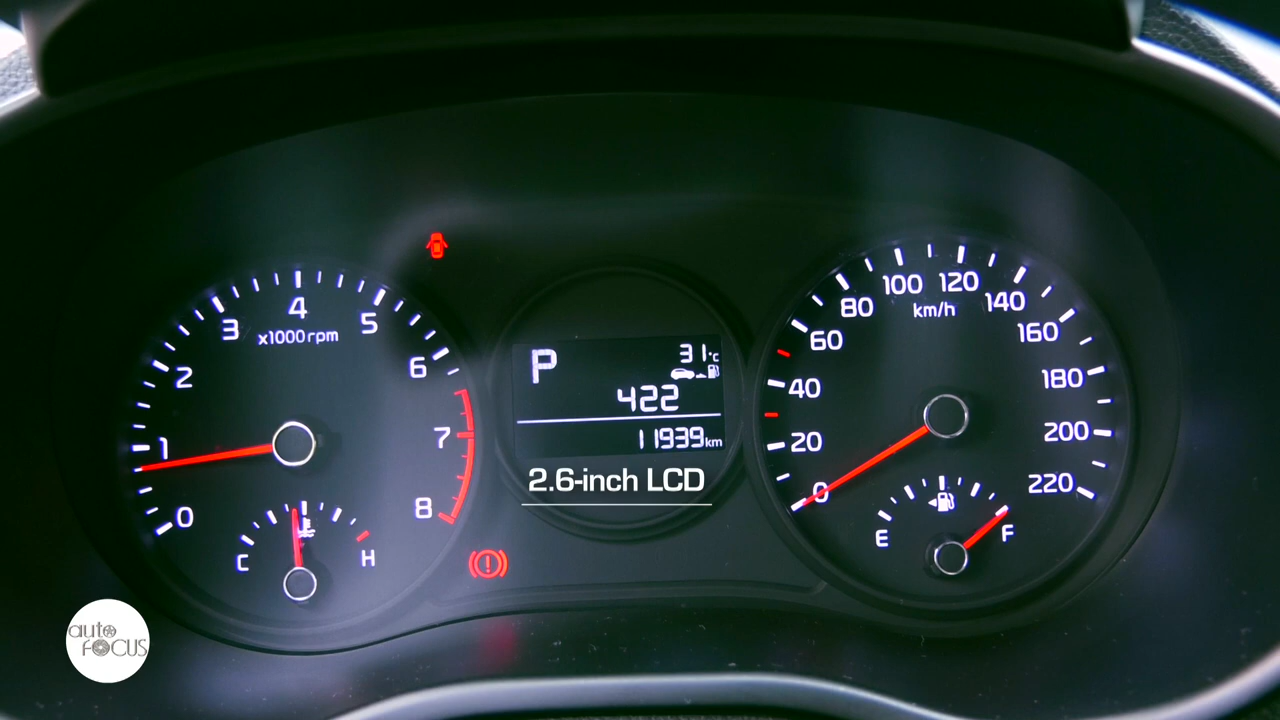 0 1 2 3 4 5 6 7 8
x1000rpm
C H
P 31°C
422
11939km
2.6-inch LCD
0 20 40 60 80 100 120 140 160 180 200 220
km/h
E F
auto
FOCUS